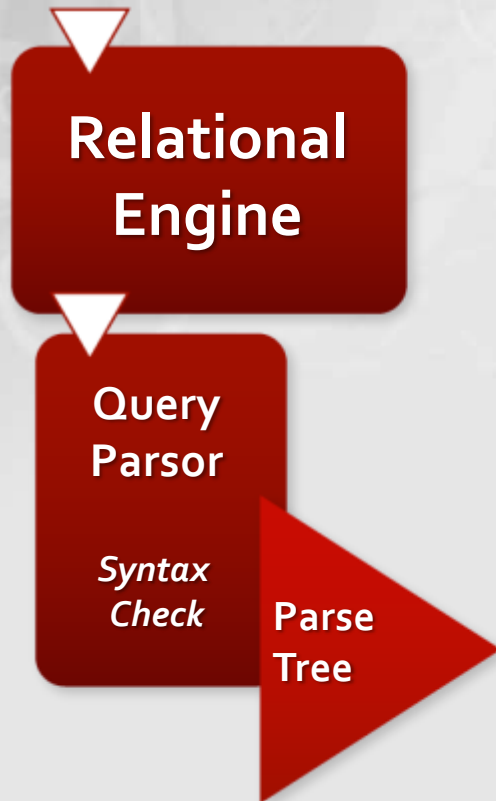 Relational
Engine
Query
Parsor
Syntax
Check
Parse
Tree